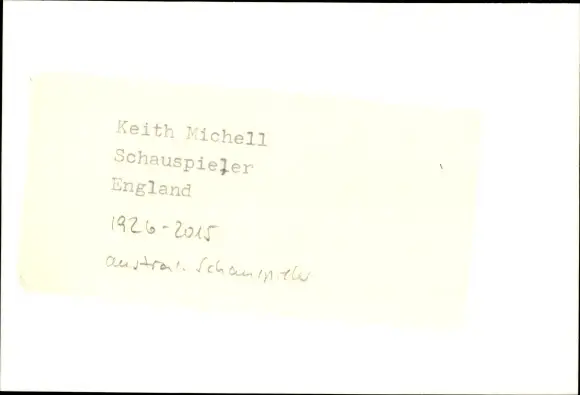 Keith Michell
Schauspieler
England
1926-2015
austral. Schauspieler